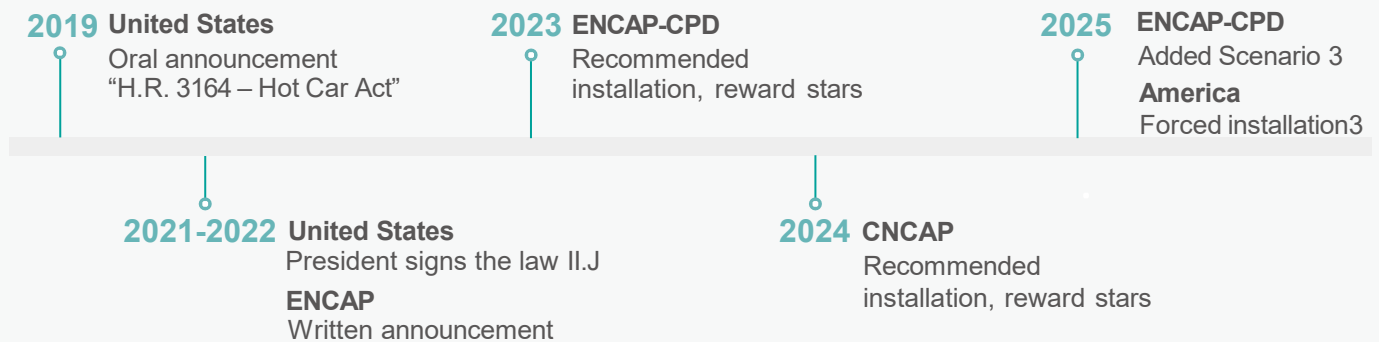 2019 United States
Oral announcement
“H.R. 3164 – Hot Car Act”
2021-2022 United States
President signs the law II.J
ENCAP
Written announcement
2023 ENCAP-CPD
Recommended
installation, reward stars
2024 CNCAP
Recommended
installation, reward stars
2025 ENCAP-CPD
Added Scenario 3
America
Forced installation3